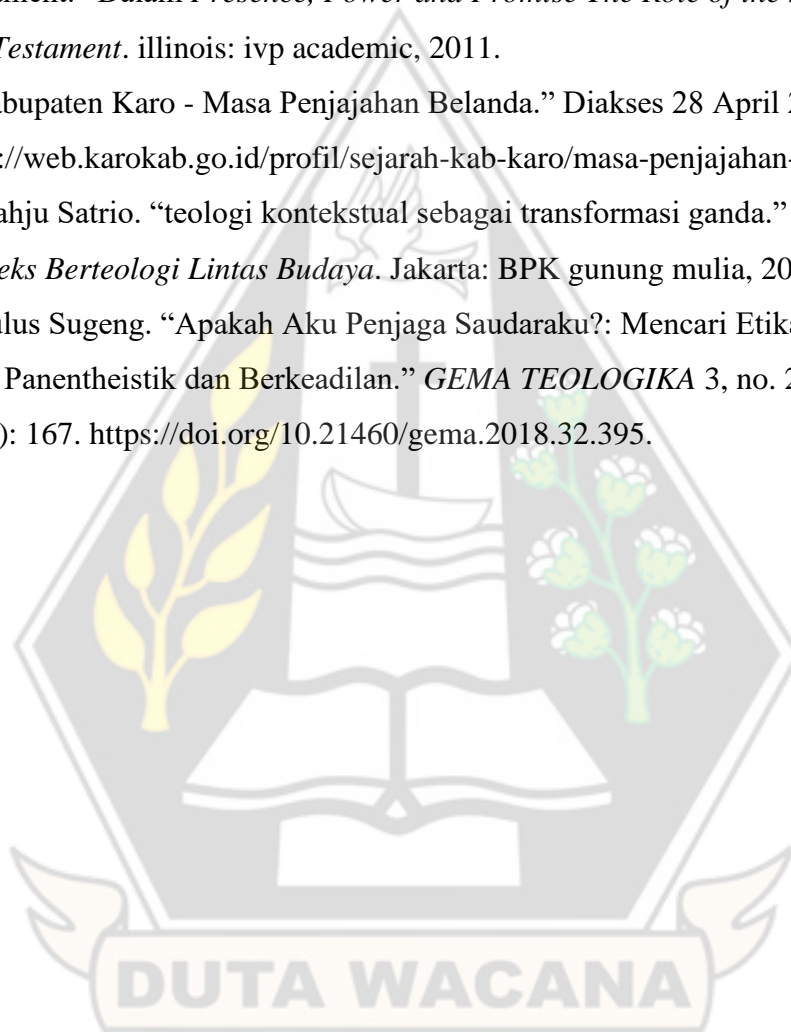 Dalam Presence, Power and Promise The Role of the
Testament. illinois: ivp academic, 2011.
abupaten Karo - Masa Penjajahan Belanda.” Diakses 28 April
://web.karokab.go.id/profil/sejarah-kab-karo/masa-penjajahan-
ahju Satrio. “teologi kontekstual sebagai transformasi ganda.”
eks Berteologi Lintas Budaya. Jakarta: BPK gunung mulia, 20
ulus Sugeng. “Apakah Aku Penjaga Saudaraku?: Mencari Etika
Panentheistik dan Berkeadilan.” GEMA TEOLOGIKA 3, no. 2
): 167. https://doi.org/10.21460/gema.2018.32.395.
DUTA WACANA